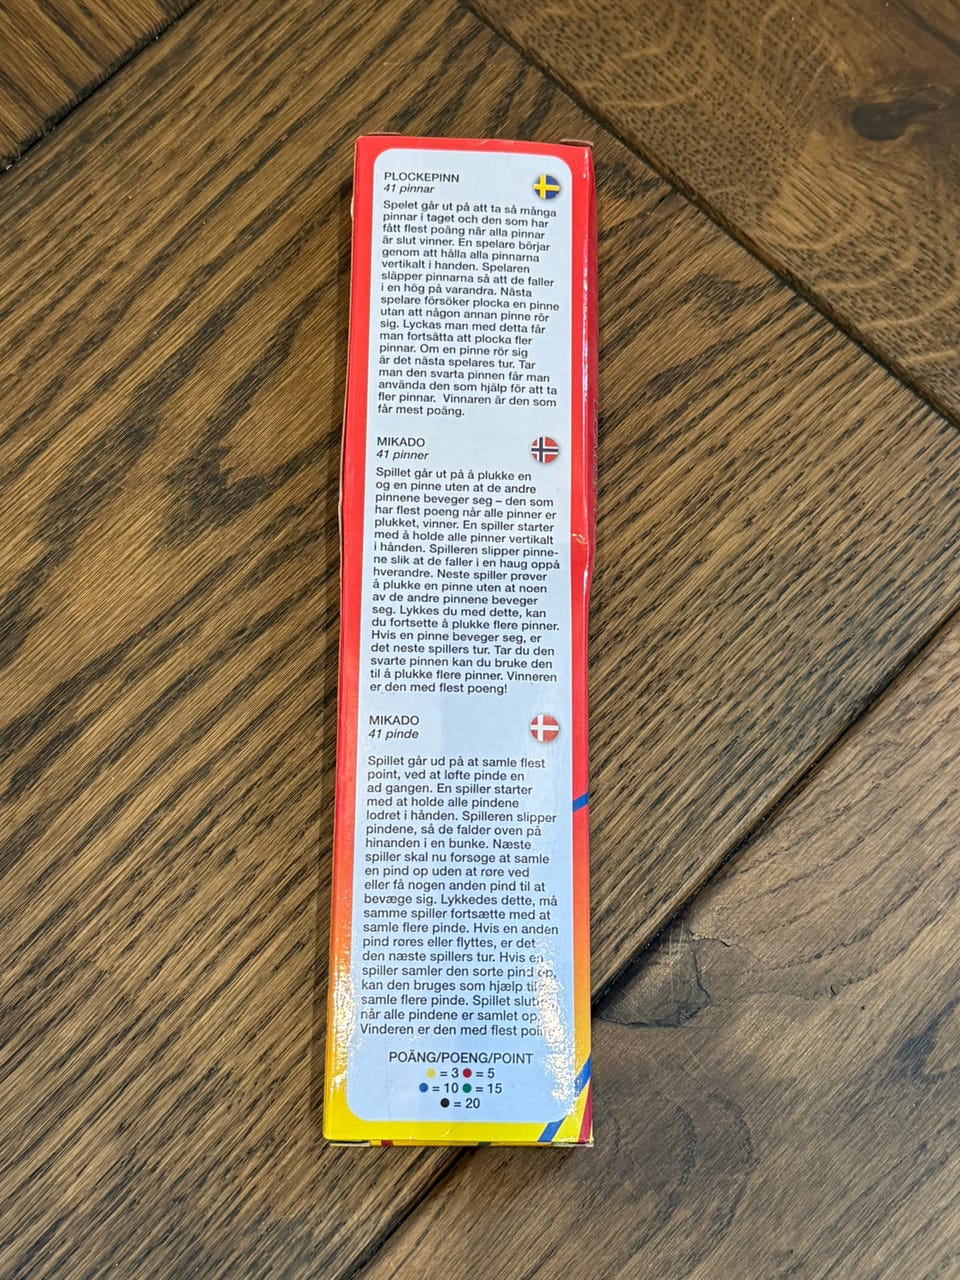 PLOCKEPINN
41 pinnar
Spelet går ut på att ta så många
pinnar i taget och den som har
fått flest poäng när alla pinnar
är slut vinner. En spelare börjar
genom att hålla alla pinnarna
vertikalt i handen. Spelaren
släpper pinnarna så att de faller
i en hög på varandra. Nästa
spelare försöker plocka en pinne
utan att någon annan pinne rör
sig. Lyckas man med detta får
man fortsätta att plocka fler
pinnar. Om en pinne rör sig
är det nästa spelares tur. Tar
man den svarta pinnen får man
använda den som hjälp för att ta
fler pinnar. Vinnaren är den som
får mest poäng.
MIKADO
41 pinner
Spillet går ut på å plukke en
og en pinne uten at de andre
pinnene beveger seg – den som
har flest poeng når alle pinner er
plukket, vinner. En spiller starter
med å holde alle pinner vertikalt
i hånden. Spilleren slipper pinne-
ne slik at de faller i en haug oppå
hverandre. Neste spiller prøver
å plukke en pinne uten at noen
av de andre pinnene beveger
seg. Lykkes du med dette, kan
du fortsette å plukke flere pinner.
Hvis en pinne beveger seg, er
det neste spillers tur. Tar du den
svarte pinnen kan du bruke den
til å plukke flere pinner. Vinneren
er den med flest poeng!
MIKADO
41 pinde
Spillet går ud på at samle flest
point, ved at løfte pinde en
ad gangen. En spiller starter
med at holde alle pindene
lodret i hånden. Spilleren slipper
pindene, så de falder oven på
hinanden i en bunke. Næste
spiller skal nu forsøge at samle
en pind op uden at røre ved
eller få nogen anden pind til at
bevæge sig. Lykkedes dette, må
samme spiller fortsætte med at
samle flere pinde. Hvis en anden
pind røres eller flyttes, er det
den næste spillers tur. Hvis en
spiller samler den sorte pind op,
kan den bruges som hjælp til
samle flere pinde. Spillet
når alle pindene er samlet op.
Vinderen er den med flest
POÄNG/POENG/POINT
= 3 = 5
= 10 = 15
= 20